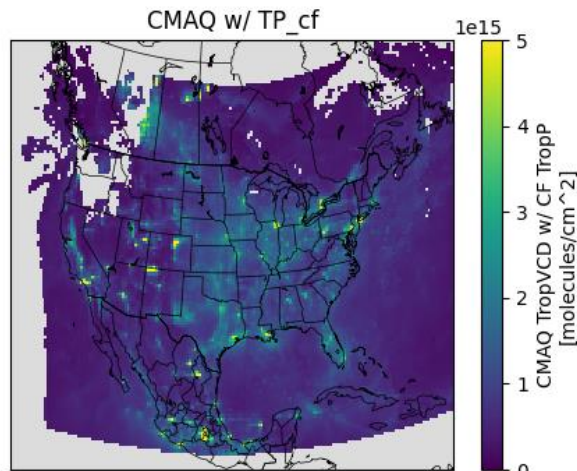 CMAQ w/ TP_cf
1e15
5
4
3
2
1
0
CMAQ TropVCD w/ CF TropP
[molecules/cm^2]